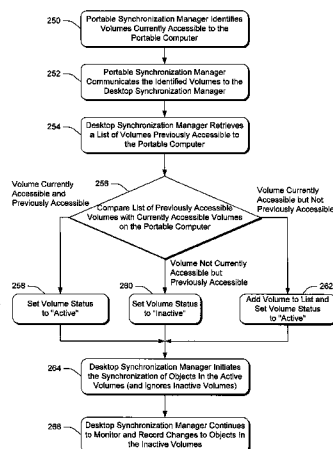 250
Portable Synchronization Manager Identifies
Volumes Currently Accessible to the
Portable Computer
252
Portable Synchronization Manager
Communicates the Identified Volumes to the
Desktop Synchronization Manager
254
Desktop Synchronization Manager Retrieves
a List of Volumes Previously Accessible to
the Portable Computer
Volume Currently
Accessible and
Previously Accessible
256
Volume Currently
Accessible but Not
Previously Accessible
Compare List of Previously Accessible
Volumes with Currently Accessible Volumes
on the Portable Computer
Volume Not Currently
Accessible but
Previously Accessible
258
Set Volume Status
to "Active"
260
Set Volume Status
to "Inactive"
262
Add Volume to List and
Set Volume Status
to "Active"
264
Desktop Synchronization Manager Initiates
the Synchronization of Objects In the Active
Volumes (and Ignores Inactive Volumes)
266
Desktop Synchronization Manager Continues
to Monitor and Record Changes to Objects In
the Inactive Volumes